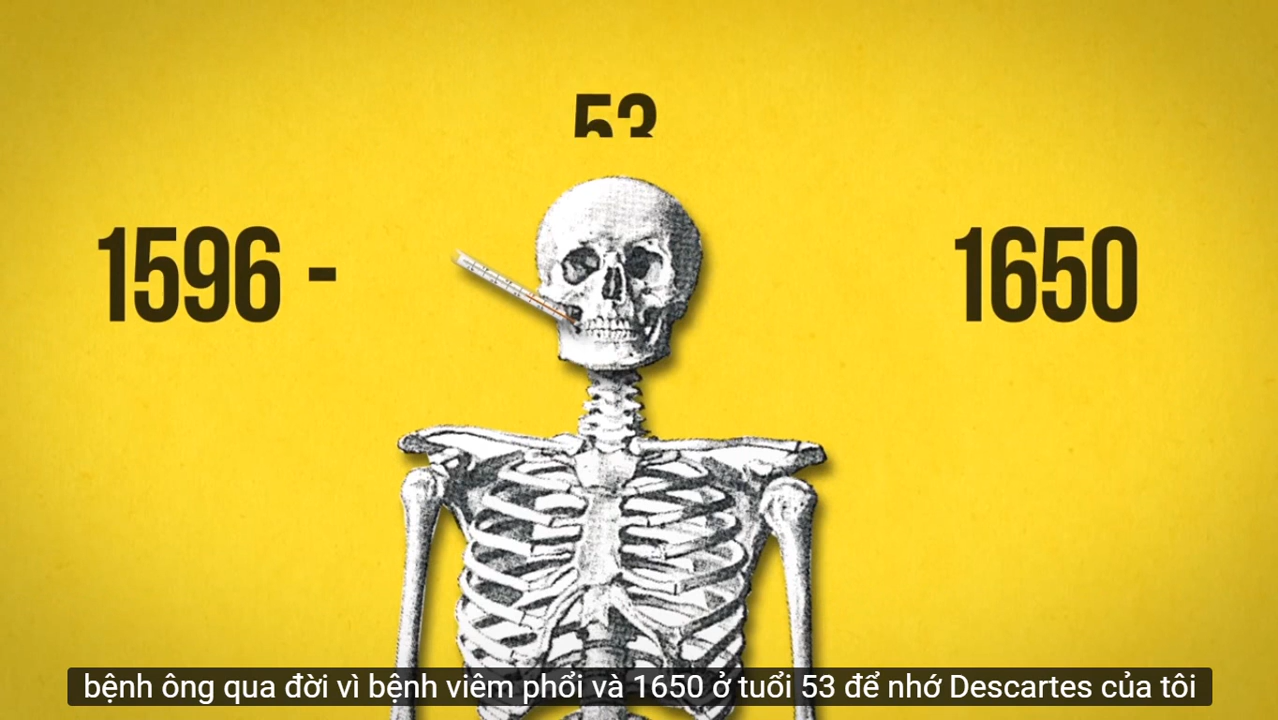 53
1596 - 1650
bệnh ông qua đời vì bệnh viêm phổi và 1650 ở tuổi 53 để nhớ Descartes của tôi